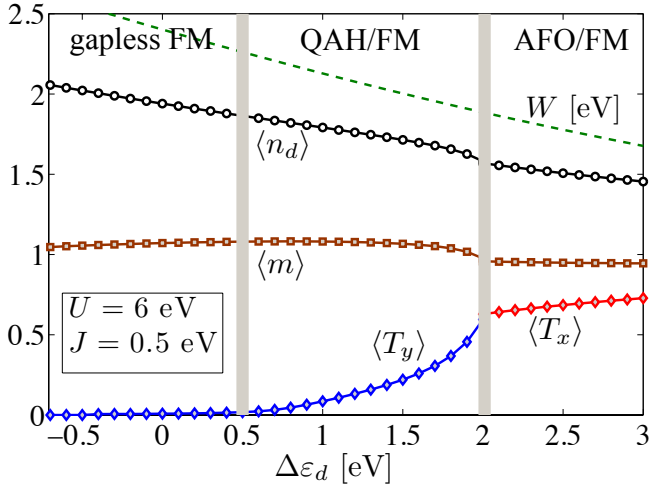 2.5
gapless FM QAH/FM AFO/FM
2
W [eV]
⟨n_d⟩
1.5
1
⟨m⟩
U = 6 eV
J = 0.5 eV
0.5
⟨T_y⟩
⟨T_x⟩
0
−0.5 0 0.5 1 1.5 2 2.5 3
Δε_d [eV]